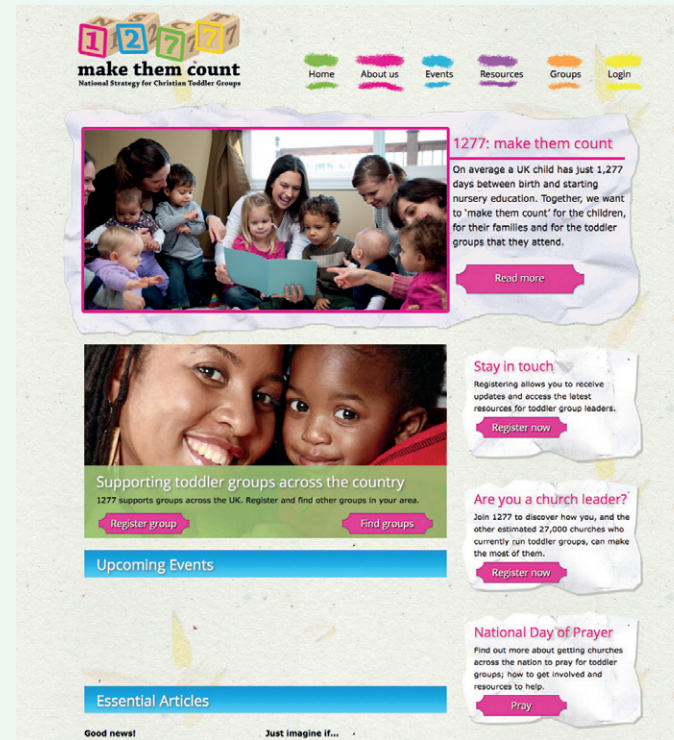 N S C T
1 2 7 7 7
make them count
National Strategy for Christian Toddler Groups
Home About us Events Resources Groups Login
1277: make them count
On average a UK child has just 1,277
days between birth and starting
nursery education. Together, we want
to 'make them count' for the children,
for their families and for the toddler
groups that they attend.
Read more
Supporting toddler groups across the country
1277 supports groups across the UK. Register and find other groups in your area.
Register group Find groups
Upcoming Events
Essential Articles
Good news! Just imagine if...
Stay in touch
Registering allows you to receive
updates and access the latest
resources for toddler group leaders.
Register now
Are you a church leader?
Join 1277 to discover how you, and the
other estimated 27,000 churches who
currently run toddler groups, can make
the most of them.
Register now
National Day of Prayer
Find out more about getting churches
across the nation to pray for toddler
groups; how to get involved and
resources to help.
Pray